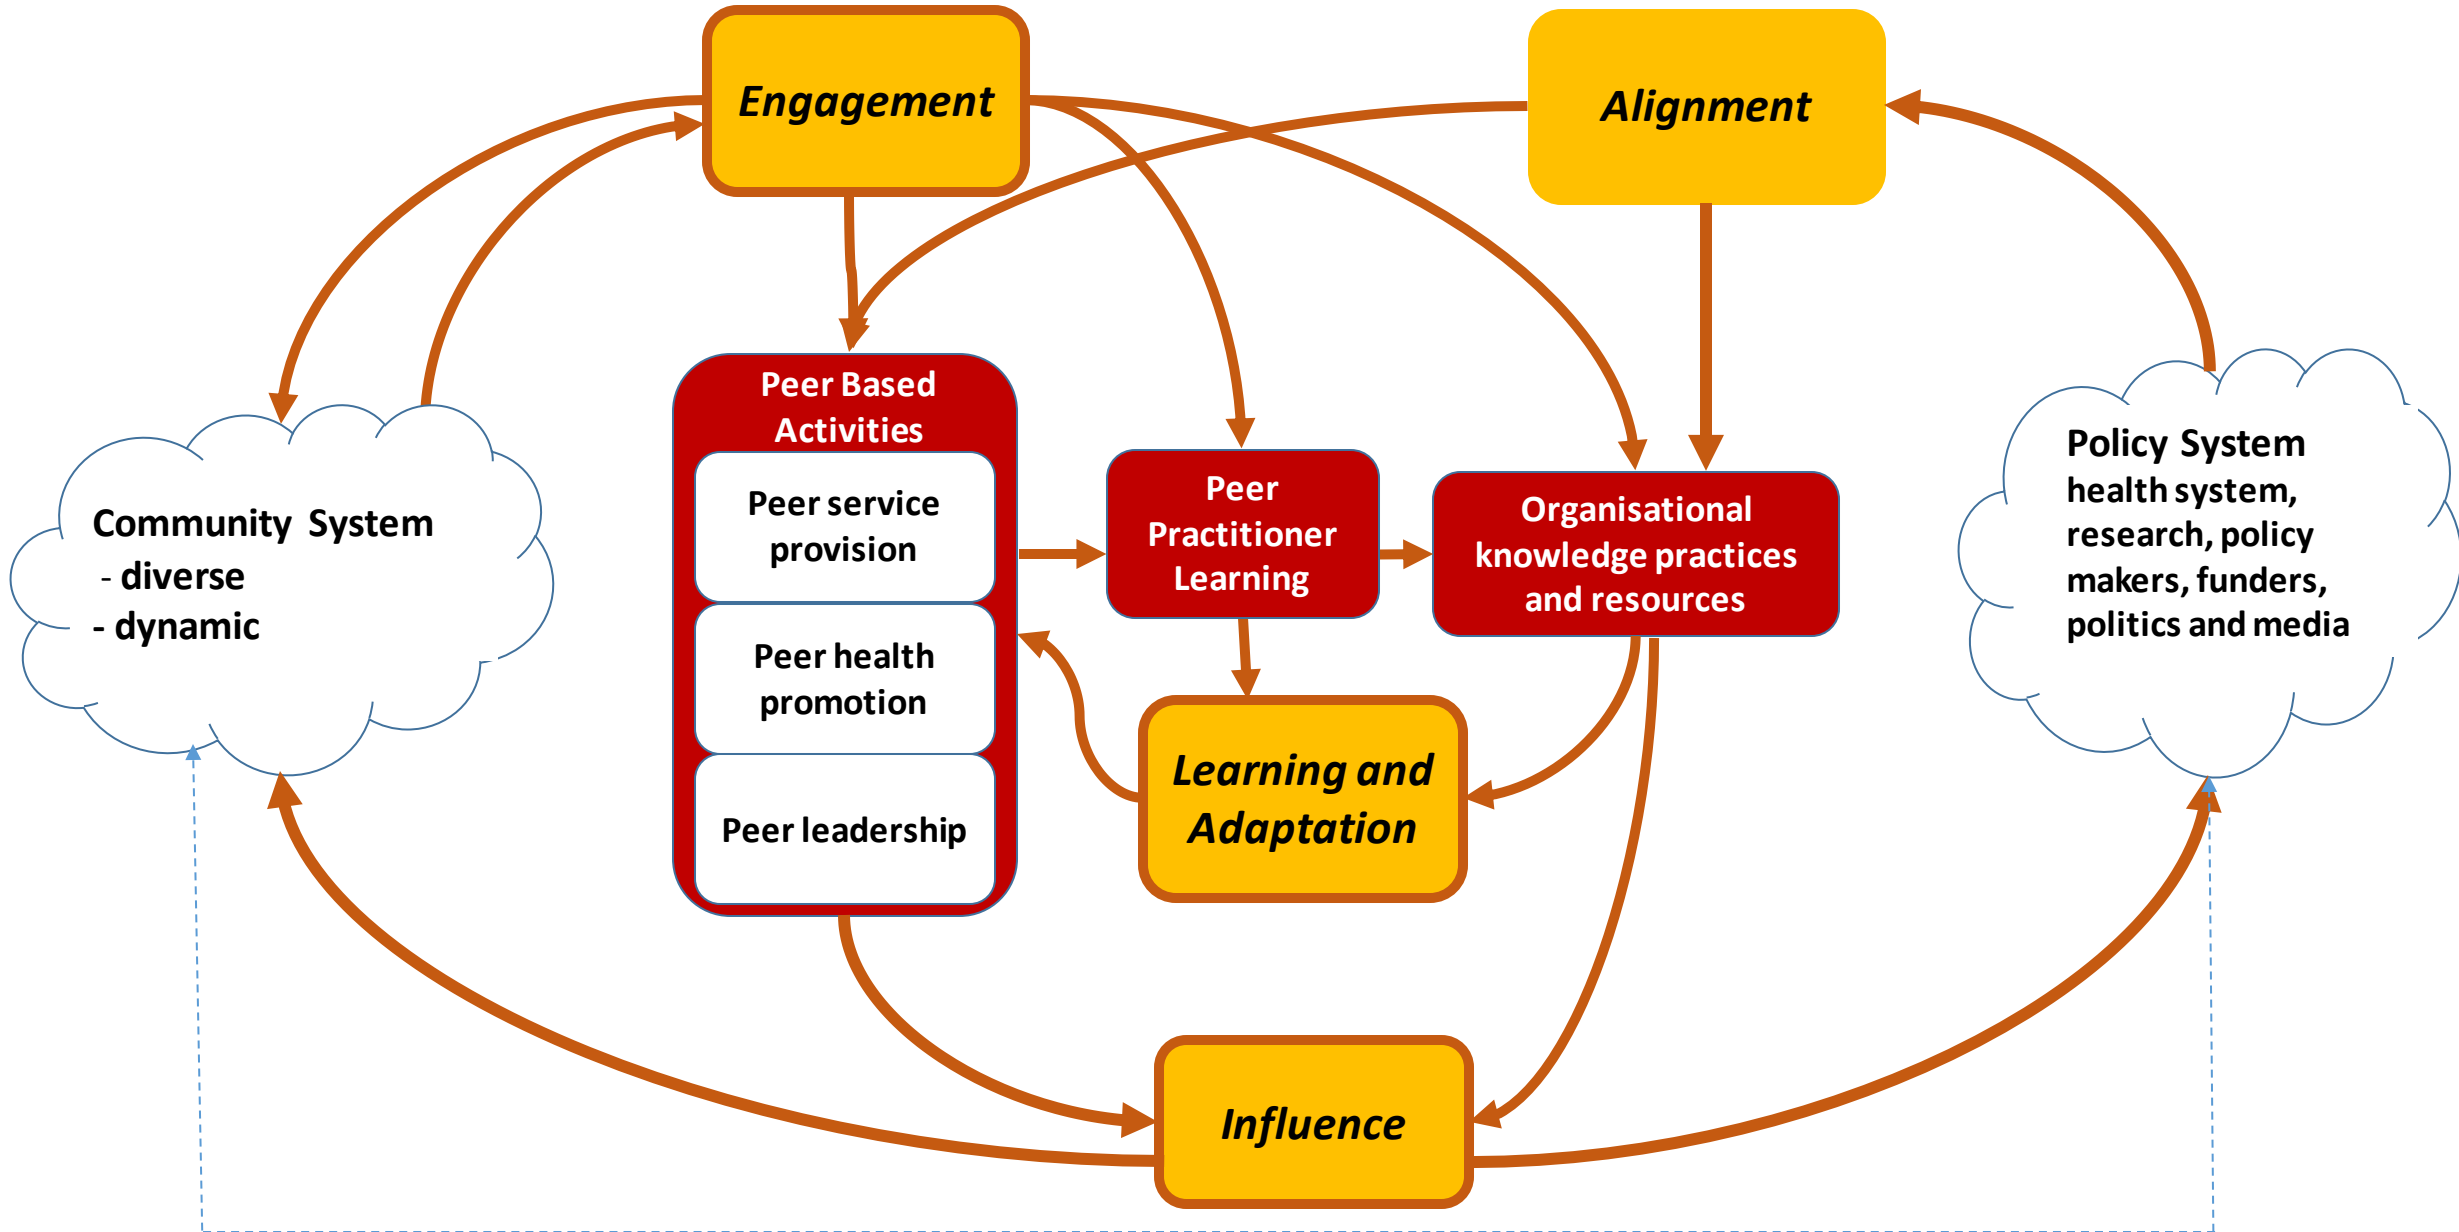 Engagement
Alignment
Community System
- diverse
- dynamic
Peer Based
Activities
Peer service
provision
Peer health
promotion
Peer leadership
Peer
Practitioner
Learning
Organisational
knowledge practices
and resources
Policy System
health system,
research, policy
makers, funders,
politics and media
Learning and
Adaptation
Influence